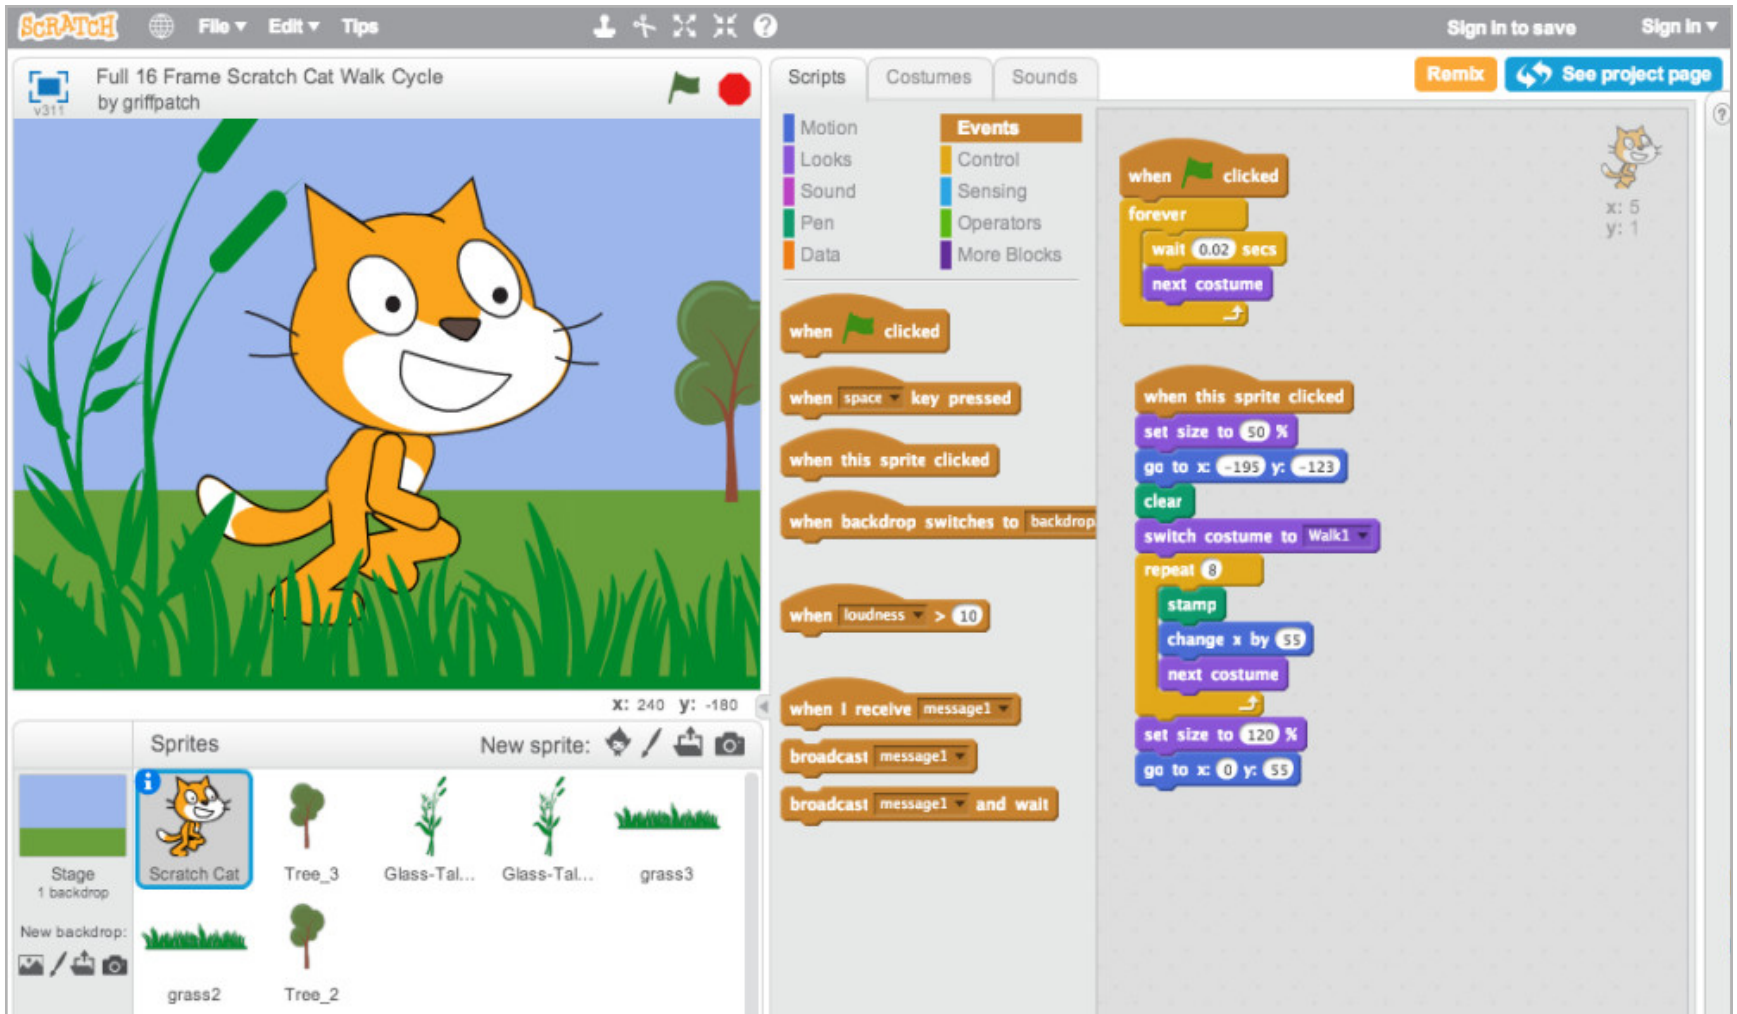 SCRATCH File Edit Tips Sign in to save Sign in
Full 16 Frame Scratch Cat Walk Cycle
by griffpatch
v311
Scripts Costumes Sounds
Remix See project page
Motion Events
Looks Control
Sound Sensing
Pen Operators
Data More Blocks
when clicked
when space key pressed
when this sprite clicked
when backdrop switches to backdrop
when loudness > 10
when I receive message1
broadcast message1
broadcast message1 and wait
when clicked
forever
wait 0.02 secs
next costume
when this sprite clicked
set size to 50 %
go to x: -195 y: -123
clear
switch costume to Walk1
repeat 8
stamp
change x by 55
next costume
set size to 120 %
go to x: 0 y: 55
x: 5
y: 1
?
X: 240 y: -180
Sprites New sprite:
Stage
1 backdrop
New backdrop:
Scratch Cat Tree_3 Glass-Tal... Glass-Tal... grass3
grass2 Tree_2